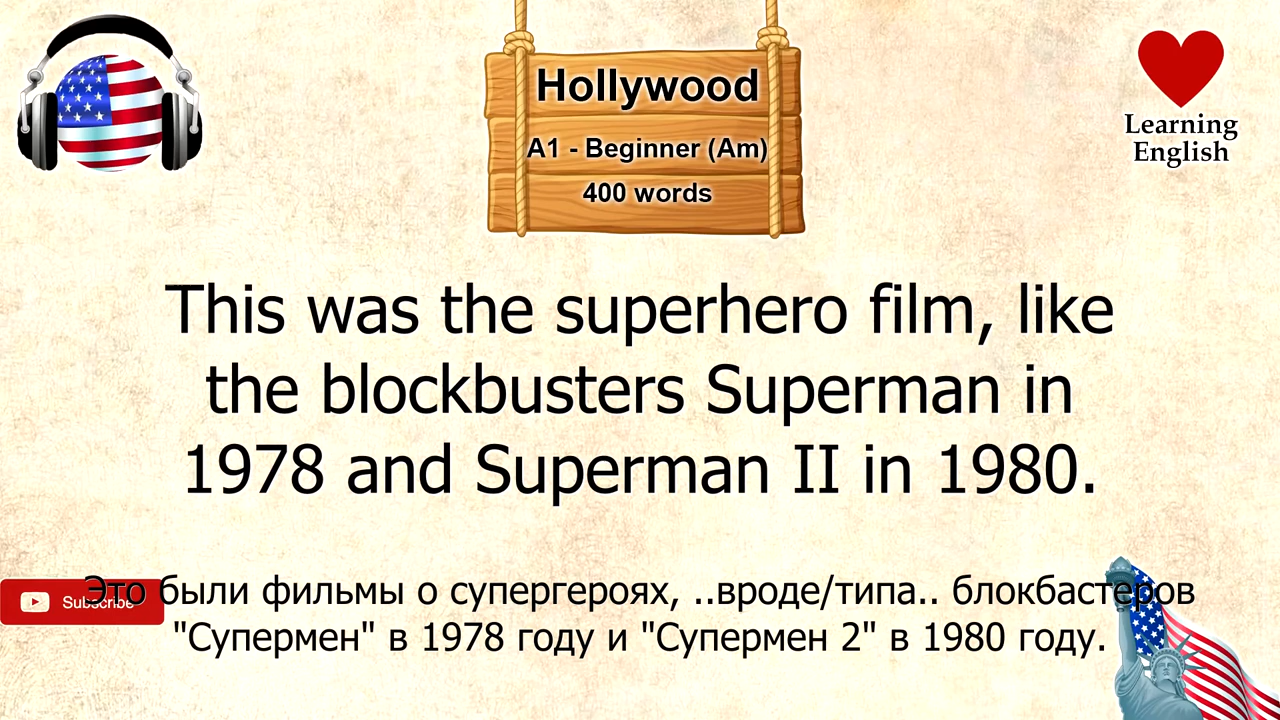 Hollywood
A1 - Beginner (Am)
400 words
Learning
English
This was the superhero film, like
the blockbusters Superman in
1978 and Superman II in 1980.
Это были фильмы о супергероях, ..вроде/типа.. блокбастеров
"Супермен" в 1978 году и "Супермен 2" в 1980 году.
Subscribe